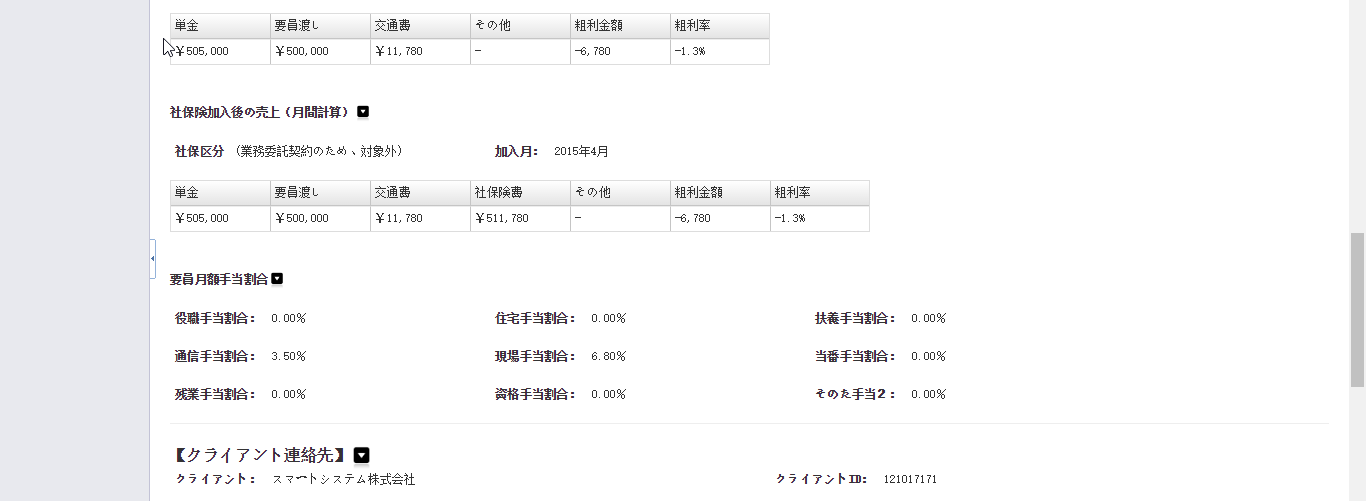 単金 要員渡し 交通費 その他 粗利金額 粗利率
￥505,000 ￥500,000 ￥11,780 - -6,780 -1.3%
社保険加入後の売上（月間計算）
社保区分 （業務委託契約のため、対象外） 加入月： 2015年4月
単金 要員渡し 交通費 社保険費 その他 粗利金額 粗利率
￥505,000 ￥500,000 ￥11,780 ￥511,780 - -6,780 -1.3%
要員月額手当割合
役職手当割合： 0.00% 住宅手当割合： 0.00% 扶養手当割合： 0.00%
通信手当割合： 3.50% 現場手当割合： 6.80% 当番手当割合： 0.00%
残業手当割合： 0.00% 資格手当割合： 0.00% そのた手当２： 0.00%
【クライアント連絡先】
クライアント： スマートシステム株式会社 クライアントID: 121017171